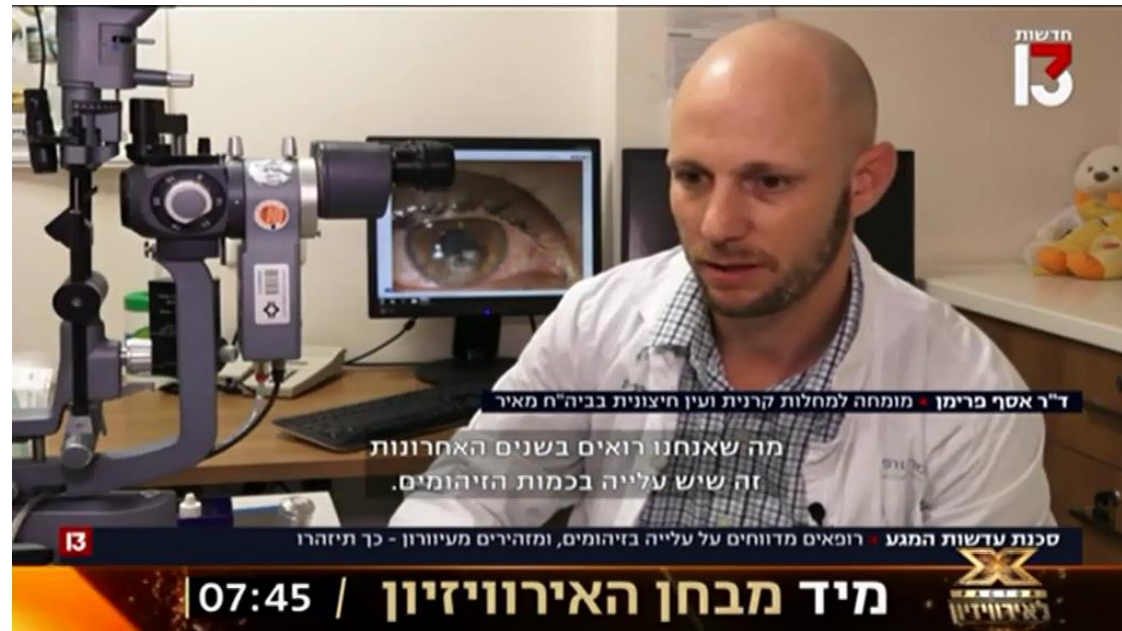 חדשות
13
ד"ר אסף פרימן • מומחה למחלות קרנית ועין חיצונית בביה"ח מאיר
מה שאנחנו רואים בשנים האחרונות
זה שיש עלייה בכמות הזיהומים.
סכנת עדשות המגע • רופאים מדווחים על עלייה בזיהומים, ומזהירים מעיוורון - כך תיזהרו
13
מיד מבחן האירוויזיון / 07:45
X
FACTOR
לאירוויזיון